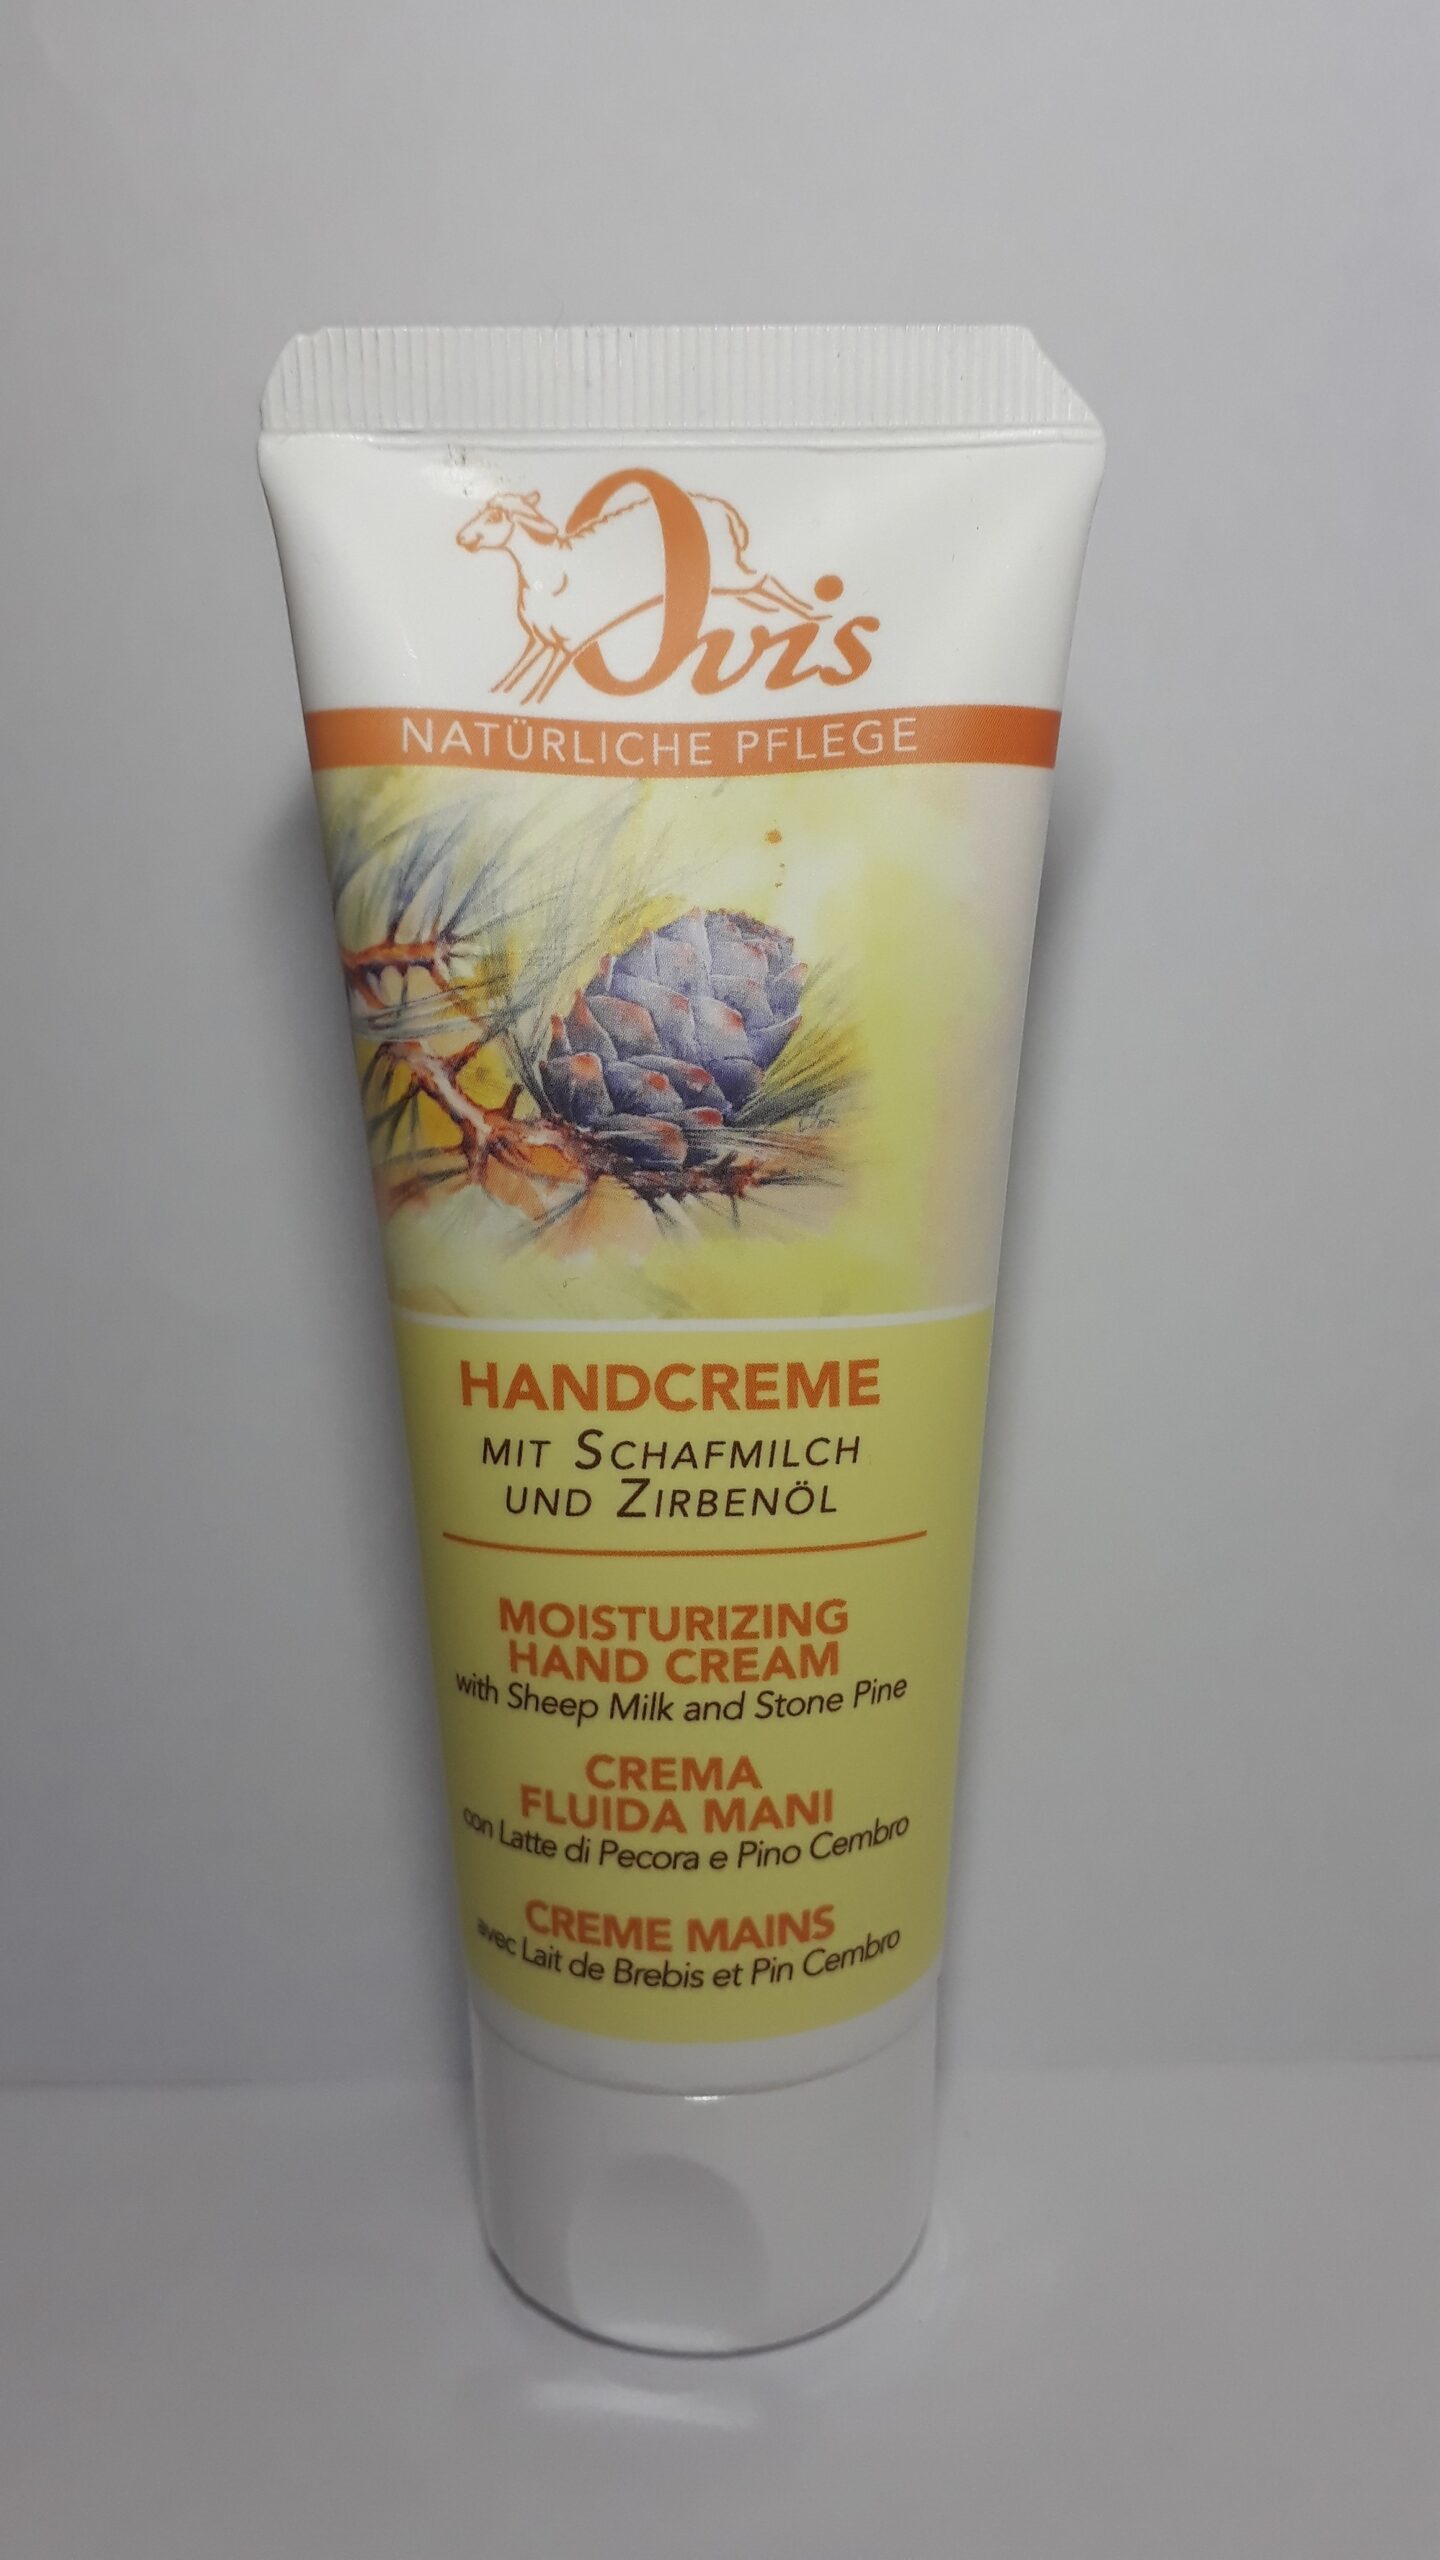 Ovis
NATÜRLICHE PFLEGE
HANDCREME
MIT SCHAFMILCH
UND ZIRBENÖL
MOISTURIZING
HAND CREAM
with Sheep Milk and Stone Pine
CREMA
FLUIDA MANI
con Latte di Pecora e Pino Cembro
CREME MAINS
avec Lait de Brebis et Pin Cembro